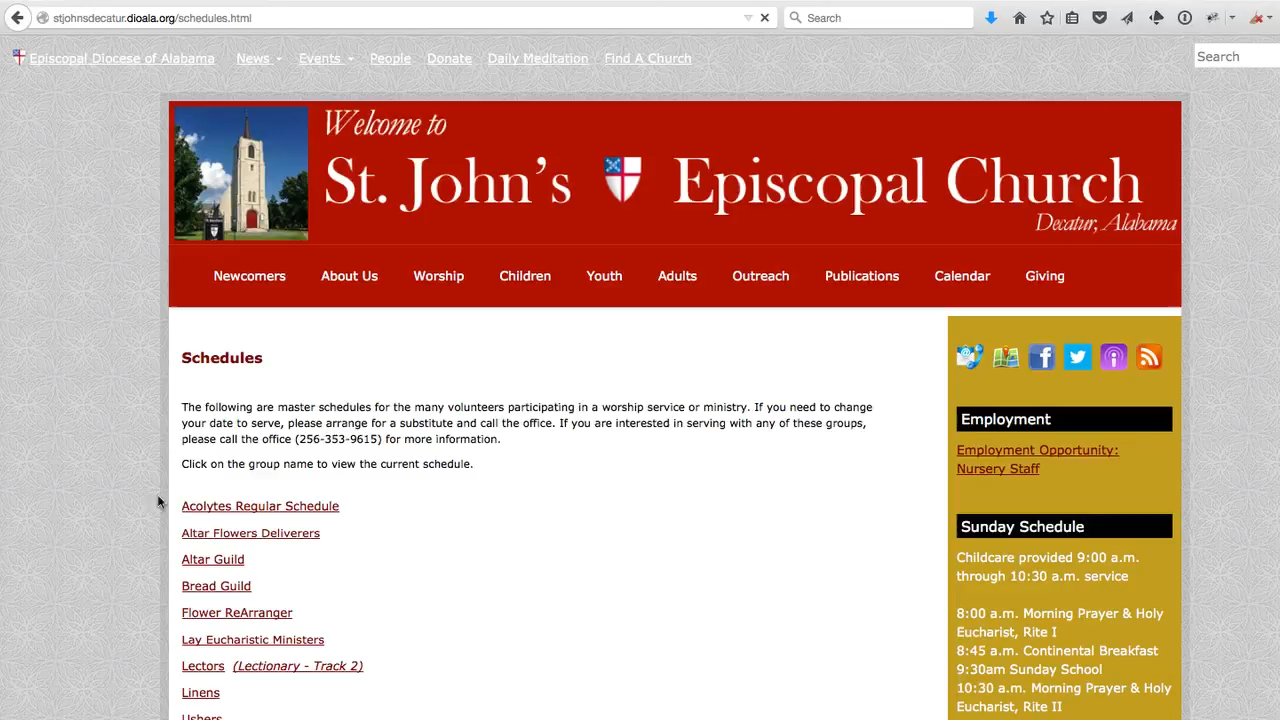 stjohnsdecatur.dioala.org/schedules.html
Search
Episcopal Diocese of Alabama News Events People Donate Daily Meditation Find A Church
Search
Welcome to
St. John's Episcopal Church
Decatur, Alabama
Newcomers About Us Worship Children Youth Adults Outreach Publications Calendar Giving
Schedules
The following are master schedules for the many volunteers participating in a worship service or ministry. If you need to change
your date to serve, please arrange for a substitute and call the office. If you are interested in serving with any of these groups,
please call the office (256-353-9615) for more information.
Click on the group name to view the current schedule.
Acolytes Regular Schedule
Altar Flowers Deliverers
Altar Guild
Bread Guild
Flower ReArranger
Lay Eucharistic Ministers
Lectors (Lectionary - Track 2)
Linens
Ushers
Employment
Employment Opportunity:
Nursery Staff
Sunday Schedule
Childcare provided 9:00 a.m.
through 10:30 a.m. service
8:00 a.m. Morning Prayer & Holy
Eucharist, Rite I
8:45 a.m. Continental Breakfast
9:30am Sunday School
10:30 a.m. Morning Prayer & Holy
Eucharist, Rite II